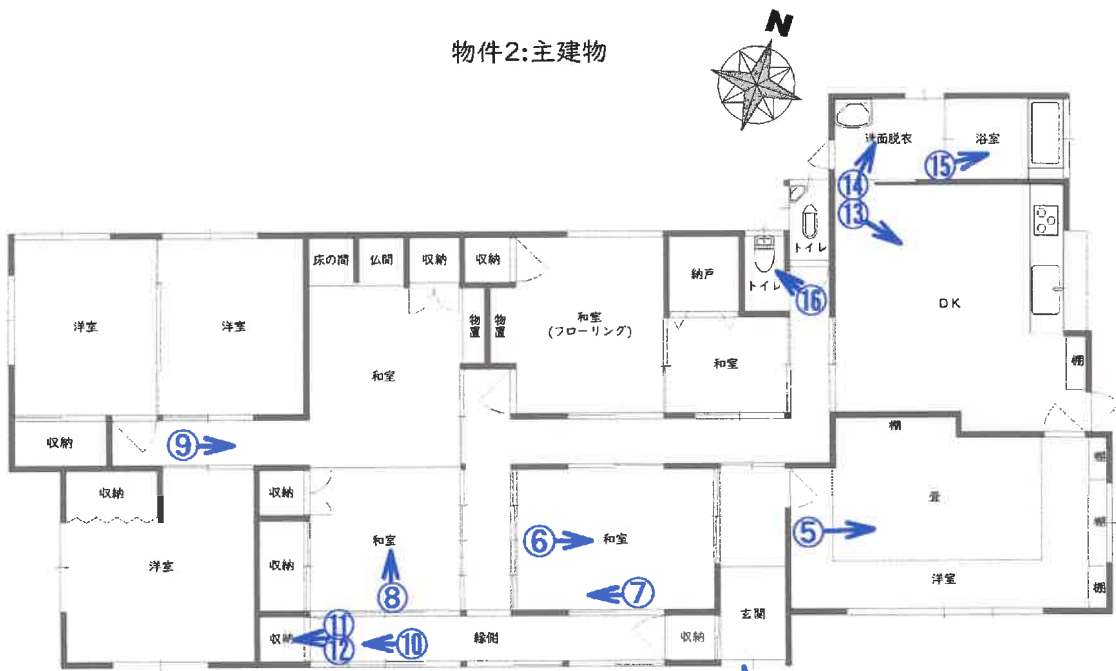 物件2:主建物
N
洗面脱衣
浴室
⑮
⑭
⑬
トイレ
床の間
仏間
収納
収納
納戸
トイレ
⑯
DK
洋室
洋室
物置
物置
和室
(フローリング)
和室
和室
棚
収納
⑨
棚
棚
収納
収納
畳
⑥
和室
⑤
棚
洋室
和室
収納
⑦
洋室
棚
⑧
玄関
収納
⑪
⑫
⑩
縁側
収納